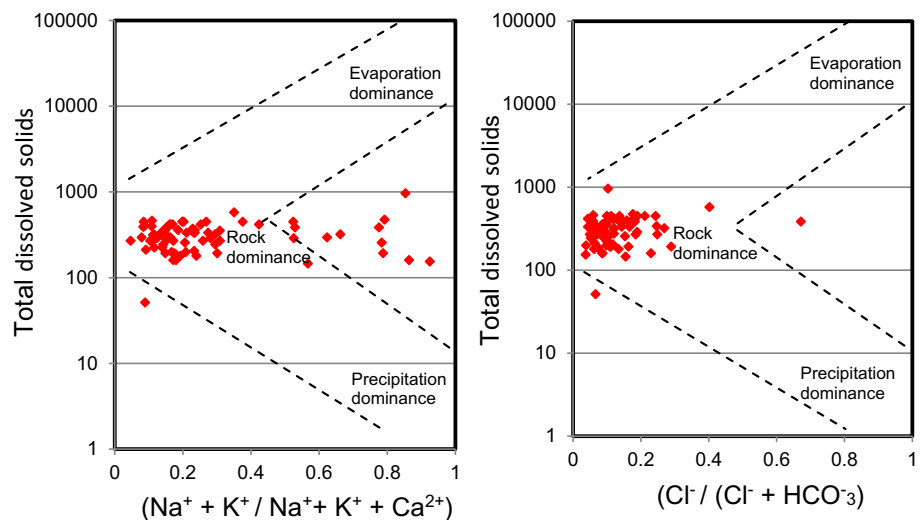 Total dissolved solids
100000
10000
1000
100
10
1
0
0.2
0.4
0.6
0.8
1
Evaporation
dominance
Rock
dominance
Precipitation
dominance
(Na⁺ + K⁺ / Na⁺+ K⁺ + Ca²⁺)
Total dissolved solids
100000
10000
1000
100
10
1
0
0.2
0.4
0.6
0.8
1
Evaporation
dominance
Rock
dominance
Precipitation
dominance
(Cl⁻ / (Cl⁻ + HCO⁻₃)